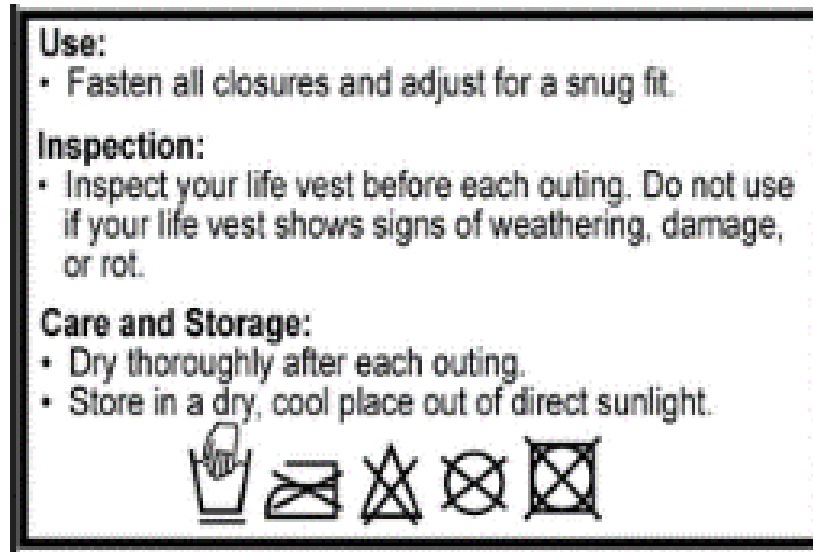 Use:
• Fasten all closures and adjust for a snug fit.
Inspection:
• Inspect your life vest before each outing. Do not use
if your life vest shows signs of weathering, damage,
or rot.
Care and Storage:
• Dry thoroughly after each outing.
• Store in a dry, cool place out of direct sunlight.